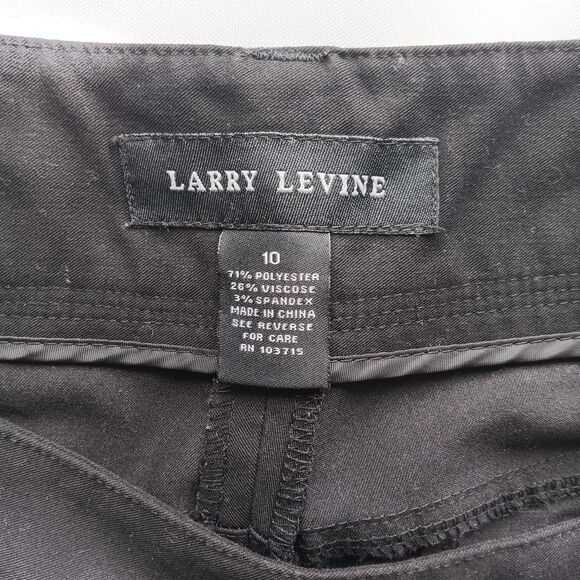 LARRY LEVINE
10
71% POLYESTER
26% VISCOSE
3% SPANDEX
MADE IN CHINA
SEE REVERSE
FOR CARE
RN 103715